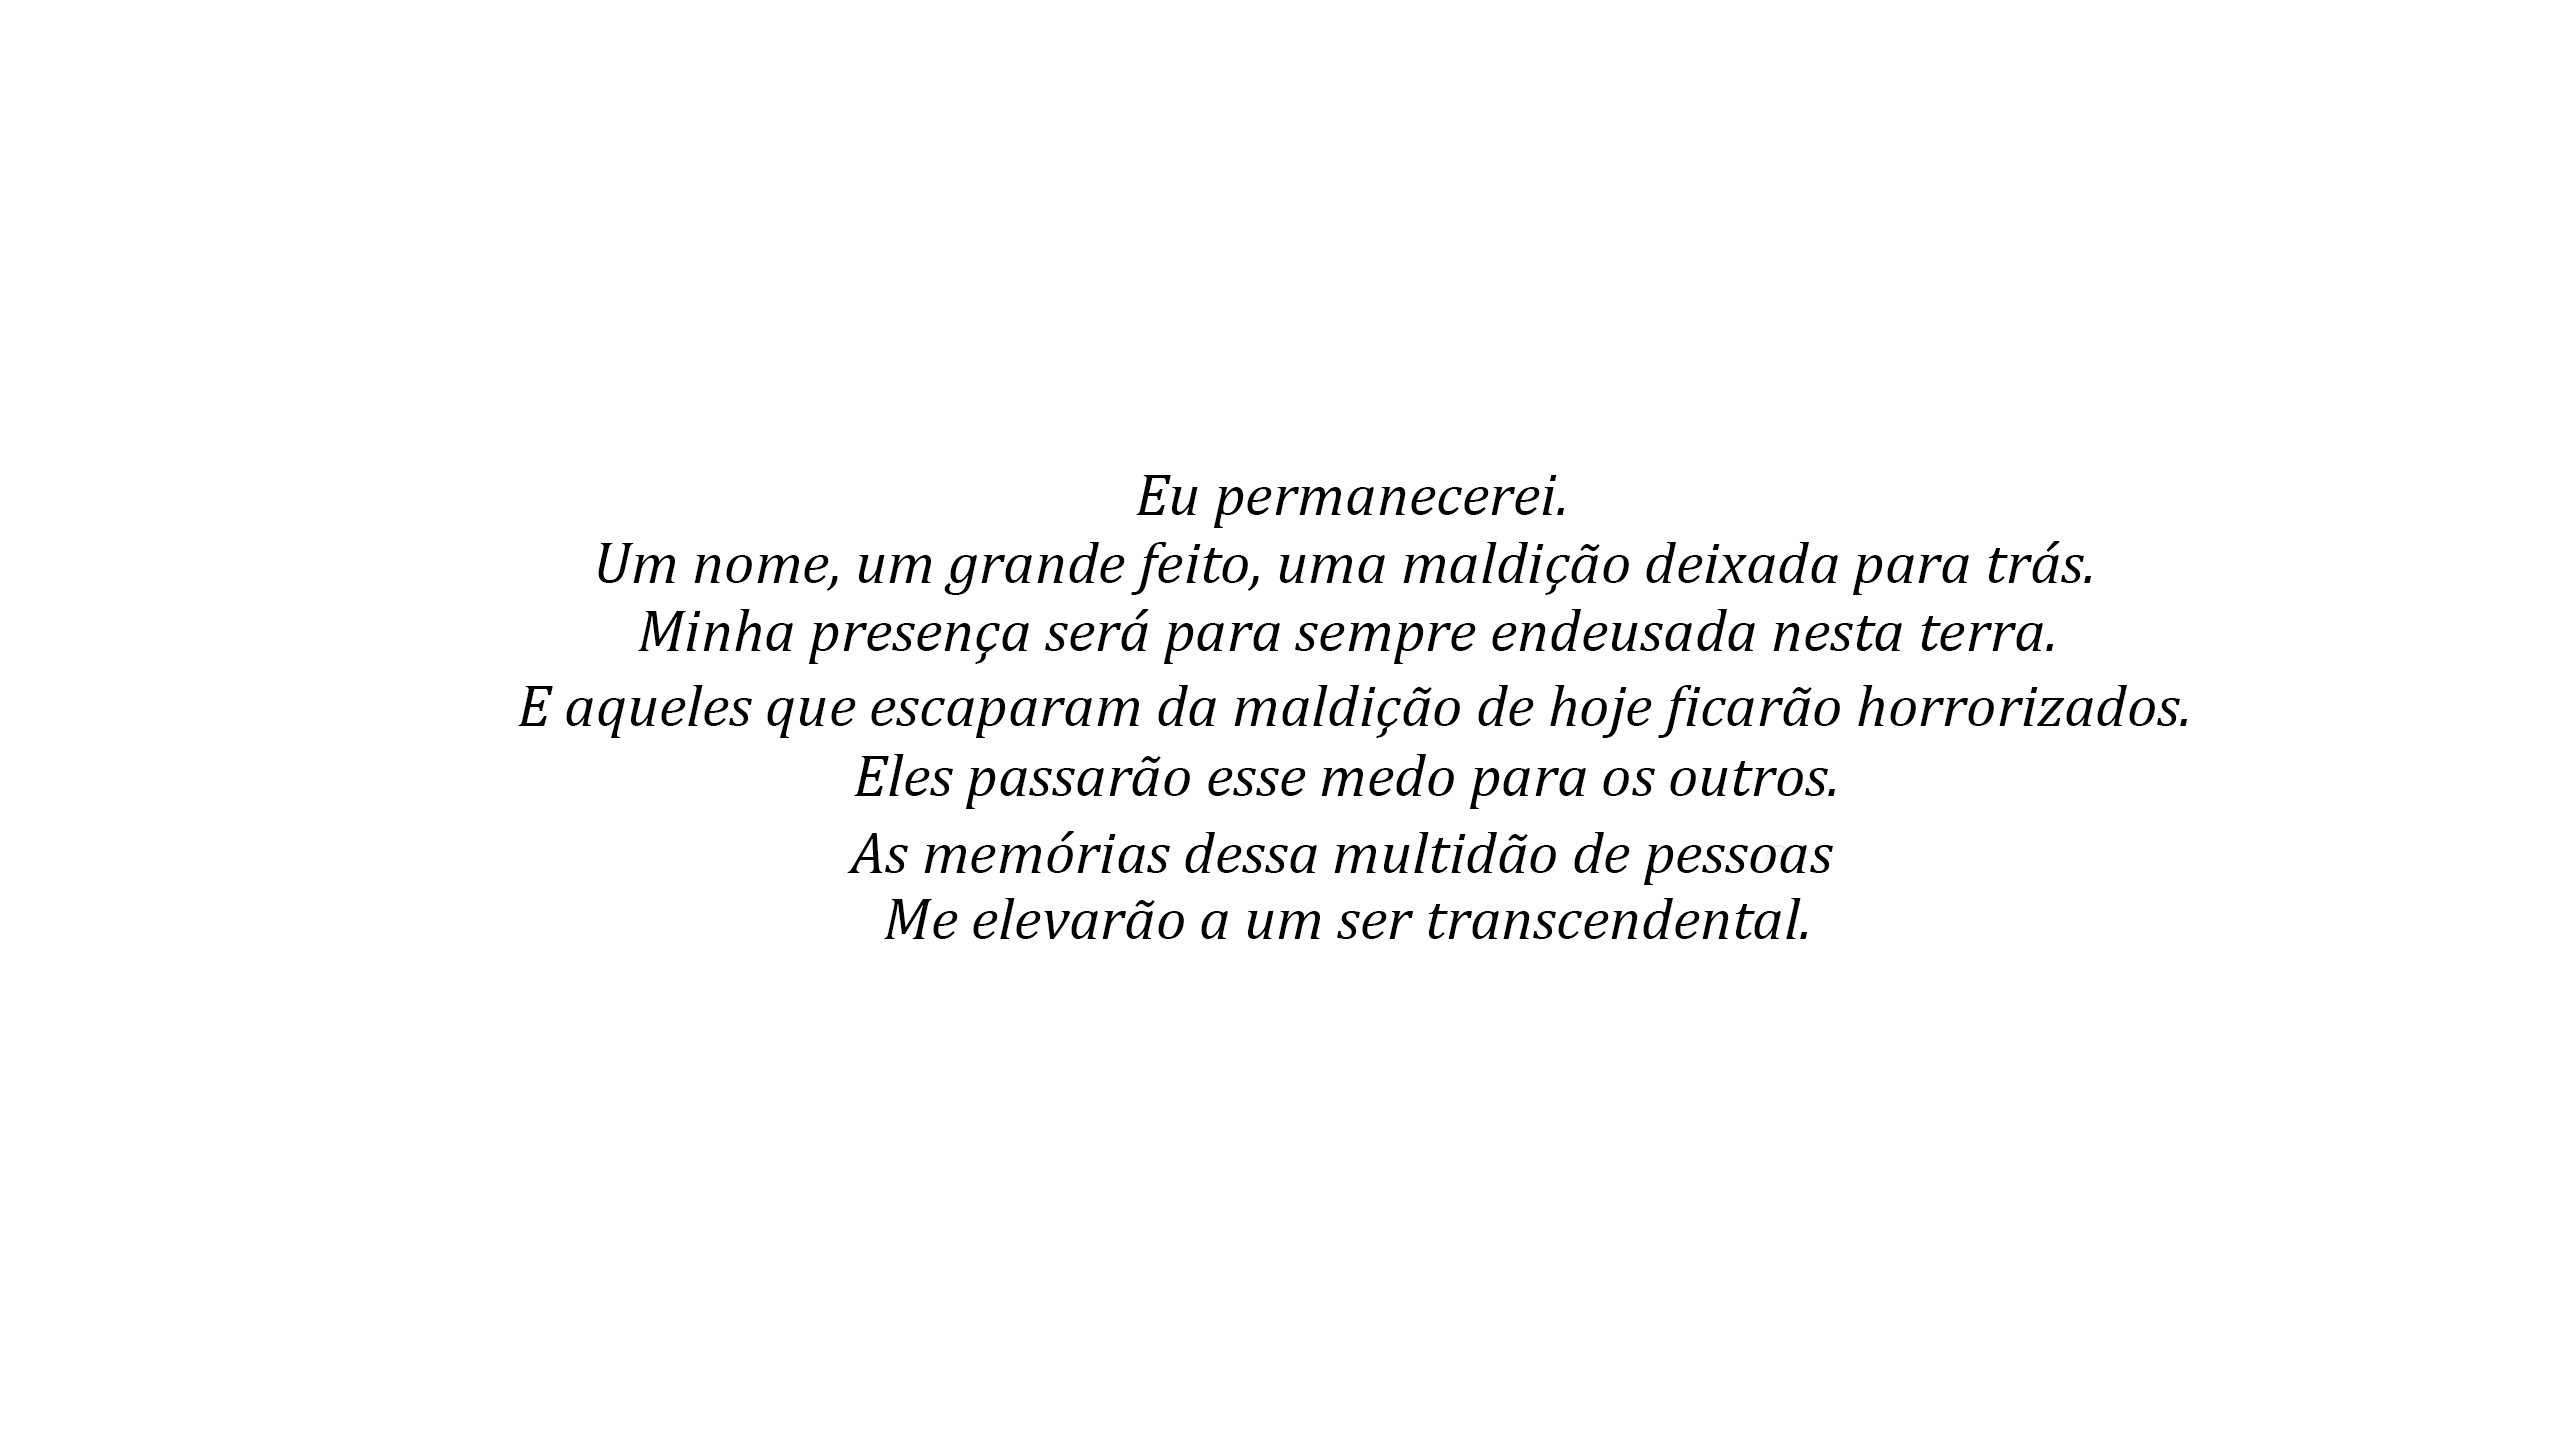 Eu permanecerei.
Um nome, um grande feito, uma maldição deixada para trás.
Minha presença será para sempre endeusada nesta terra.
E aqueles que escaparam da maldição de hoje ficarão horrorizados.
Eles passarão esse medo para os outros.
As memórias dessa multidão de pessoas
Me elevarão a um ser transcendental.